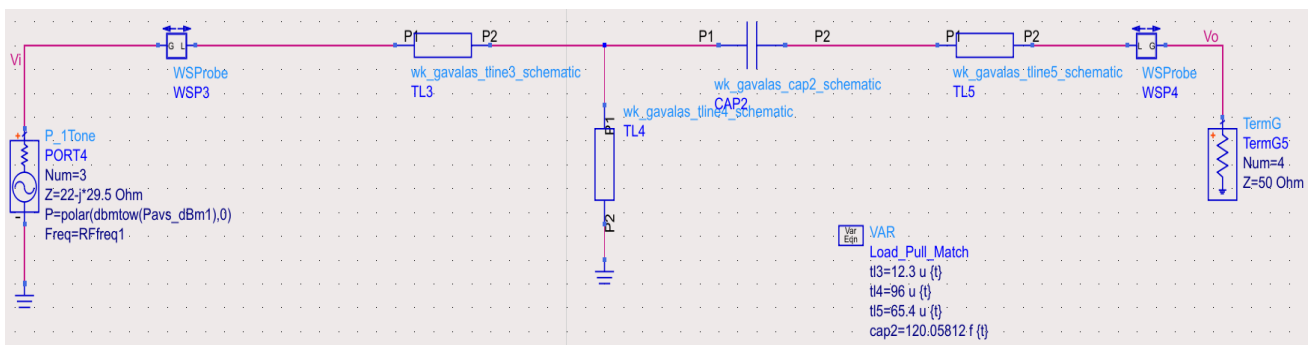 Vi
G L
WSProbe
WSP3
P1
P2
wk_gavalas_tline3_schematic
TL3
P1
P2
wk_gavalas_cap2_schematic
CAP2
P1
P2
wk_gavalas_tline5_schematic
TL5
L G
WSProbe
WSP4
Vo
P1
wk_gavalas_tline4_schematic
TL4
P2
+
P_1Tone
PORT4
Num=3
Z=22-j*29.5 Ohm
P=polar(dbmtow(Pavs_dBm1),0)
Freq=RFfreq1
-
+
TermG
TermG5
Num=4
Z=50 Ohm
Var
Eqn
VAR
Load_Pull_Match
tl3=12.3 u {t}
tl4=96 u {t}
tl5=65.4 u {t}
cap2=120.05812 f {t}